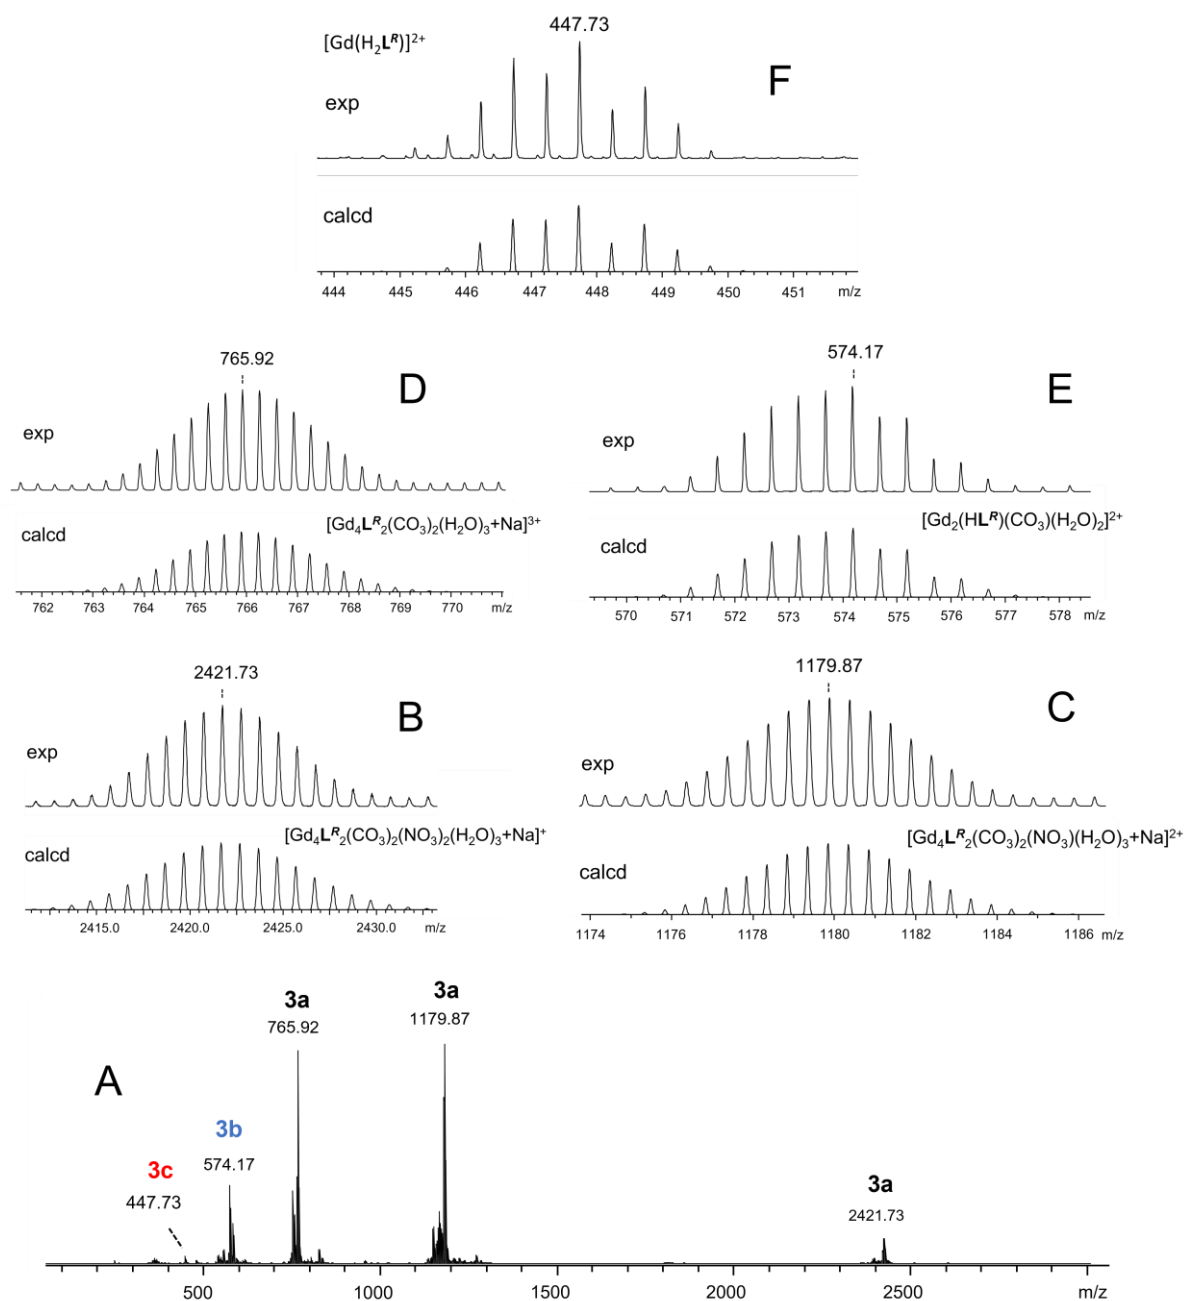 447.73
[Gd(H₂Lᴿ)]²⁺
F
exp
calcd
444 445 446 447 448 449 450 451 m/z
765.92
D
exp
calcd
[Gd₄Lᴿ₂(CO₃)₂(H₂O)₃+Na]³⁺
762 763 764 765 766 767 768 769 770 m/z
574.17
E
exp
[Gd₂(HLᴿ)(CO₃)(H₂O)₂]²⁺
calcd
570 571 572 573 574 575 576 577 578 m/z
2421.73
B
exp
[Gd₄Lᴿ₂(CO₃)₂(NO₃)₂(H₂O)₃+Na]⁺
calcd
2415.0 2420.0 2425.0 2430.0 m/z
1179.87
C
exp
[Gd₄Lᴿ₂(CO₃)₂(NO₃)(H₂O)₃+Na]²⁺
calcd
1174 1176 1178 1180 1182 1184 1186 m/z
A
3c
447.73
3b
574.17
3a
765.92
3a
1179.87
3a
2421.73
500 1000 1500 2000 2500 m/z